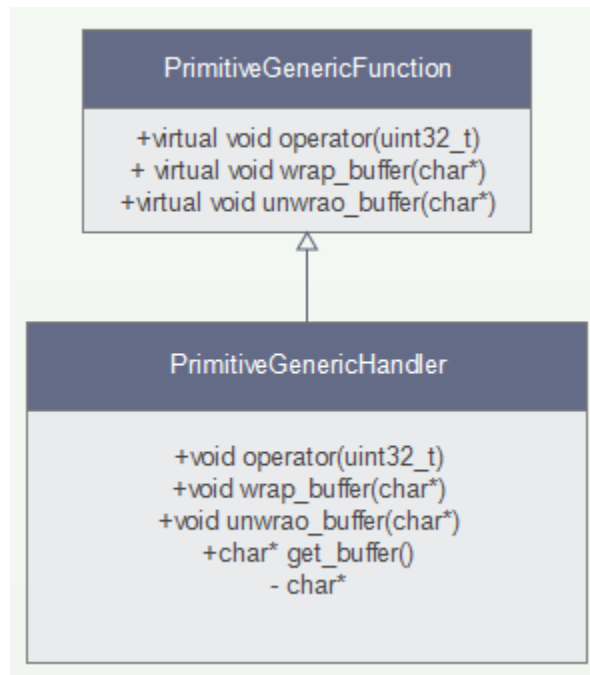 PrimitiveGenericFunction
+virtual void operator(uint32_t)
+ virtual void wrap_buffer(char*)
+virtual void unwrao_buffer(char*)
PrimitiveGenericHandler
+void operator(uint32_t)
+void wrap_buffer(char*)
+void unwrao_buffer(char*)
+char* get_buffer()
- char*